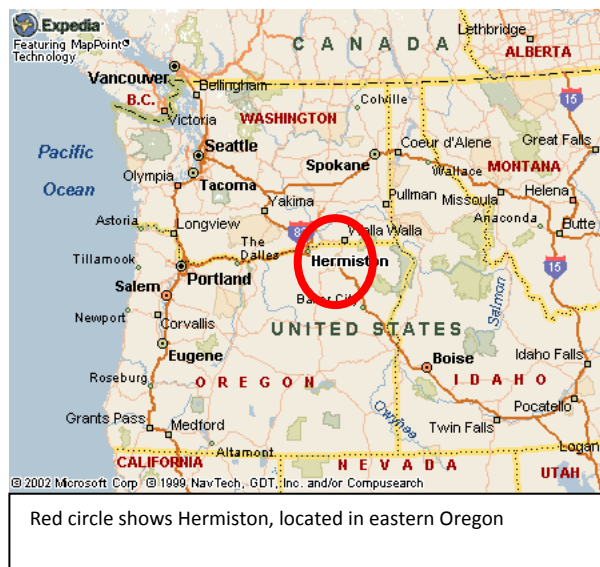 Expedia
Featuring MapPoint®
Technology
CANADA
Lethbridge
ALBERTA
Vancouver
Bellingham
B.C.
Victoria
WASHINGTON
Colville
15
Pacific
Ocean
Seattle
Spokane
Coeur d'Alene
Great Falls
MONTANA
Wallace
Olympia
Tacoma
Pullman
Missoula
Helena
Yakima
Anaconda
Butte
Astoria
Longview
Walla Walla
The
Dalles
Hermiston
Tillamook
Portland
15
Salem
Baker City
Salmon
Newport
Corvallis
UNITED STATES
Eugene
Boise
Idaho Falls
Roseburg
OREGON
IDAHO
Owyhee
Pocatello
Grants Pass
Medford
Twin Falls
Altamont
Logan
CALIFORNIA
NEVADA
UTAH
© 2002 Microsoft Corp © 1999 NavTech, GDT, Inc. and/or Compusearch
Red circle shows Hermiston, located in eastern Oregon